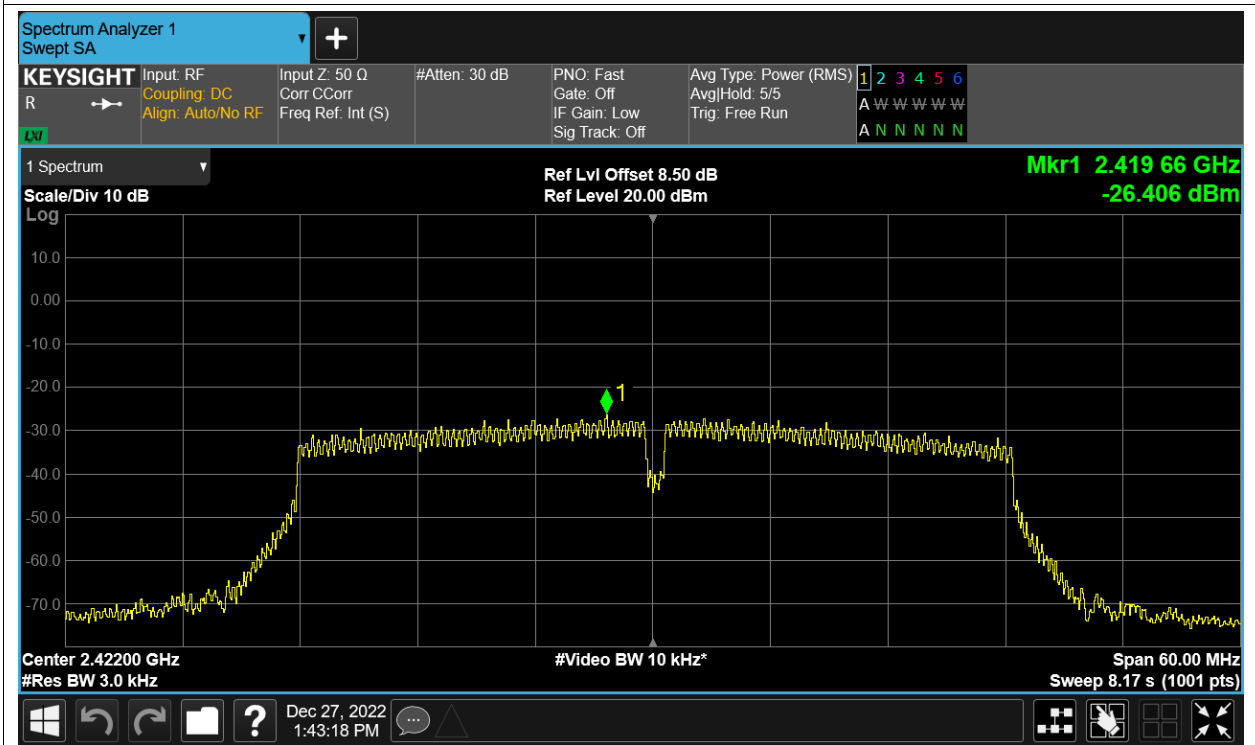 Spectrum Analyzer 1
Swept SA
+
KEYSIGHT Input: RF Input Z: 50 Ω #Atten: 30 dB PNO: Fast Avg Type: Power (RMS) 1 2 3 4 5 6
R Coupling: DC Corr CCorr Gate: Off Avg|Hold: 5/5 A W W W W W
Align: Auto/No RF Freq Ref: Int (S) IF Gain: Low Trig: Free Run
LXI Sig Track: Off A N N N N N
1 Spectrum Ref Lvl Offset 8.50 dB Mkr1 2.419 66 GHz
Scale/Div 10 dB Ref Level 20.00 dBm -26.406 dBm
Log
10.0
0.00
-10.0
-20.0
1
-30.0
-40.0
-50.0
-60.0
-70.0
Center 2.42200 GHz #Video BW 10 kHz* Span 60.00 MHz
#Res BW 3.0 kHz Sweep 8.17 s (1001 pts)
? Dec 27, 2022
1:43:18 PM